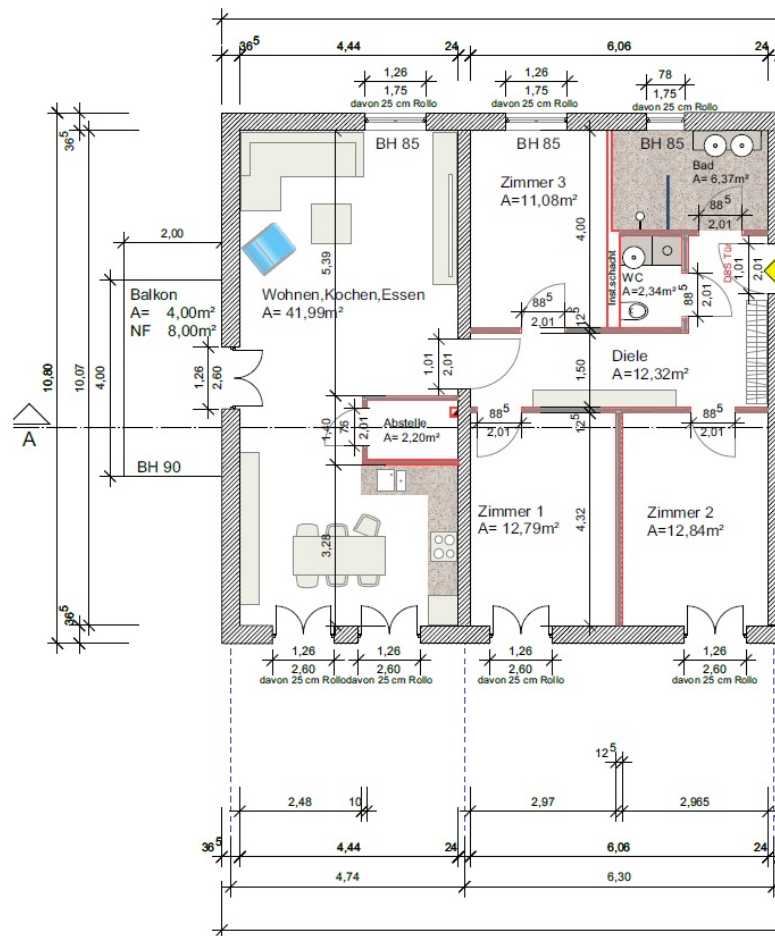 36⁵ 4,44 24 6,06 24
1,26 1,26 78
1,75 1,75 1,75
davon 25 cm Rollo davon 25 cm Rollo davon 25 cm Rollo
36⁵
BH 85 BH 85 BH 85
Bad
A= 6,37m²
Zimmer 3
A=11,08m²
88⁵
2,01
2,00
4,00
5,39
Inst.schacht
WC
A=2,34m²
88⁵
2,01
DSS Tür
1,01
2,01
Balkon
A= 4,00m²
NF 8,00m²
Wohnen,Kochen,Essen
A= 41,99m²
88⁵
2,01
12⁵
10,80
10,07
4,00
1,26
2,60
1,01
2,01
1,50
Diele
A=12,32m²
A
1,40
76
2,01
Abstelle
A= 2,20m²
88⁵
2,01
12⁵
88⁵
2,01
BH 90
Zimmer 1
A= 12,79m²
4,32
Zimmer 2
A=12,84m²
3,28
36⁵
1,26 1,26 1,26 1,26
2,60 2,60 2,60 2,60
davon 25 cm Rollo davon 25 cm Rollo davon 25 cm Rollo davon 25 cm Rollo
12⁵
2,48 10 2,97 2,965
36⁵ 4,44 24 6,06 24
4,74 6,30